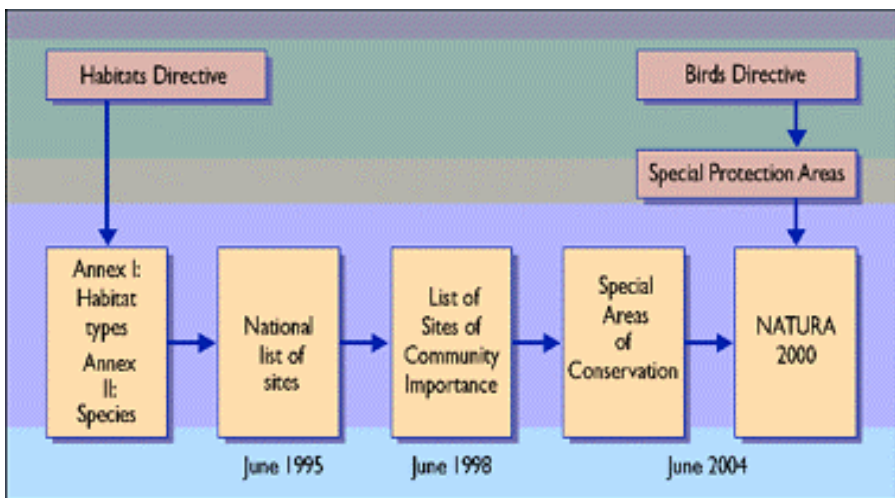 Habitats Directive
Birds Directive
Special Protection Areas
Annex I:
Habitat
types
Annex
II:
Species
National
list of
sites
List of
Sites of
Community
Importance
Special
Areas
of
Conservation
NATURA
2000
June 1995
June 1998
June 2004